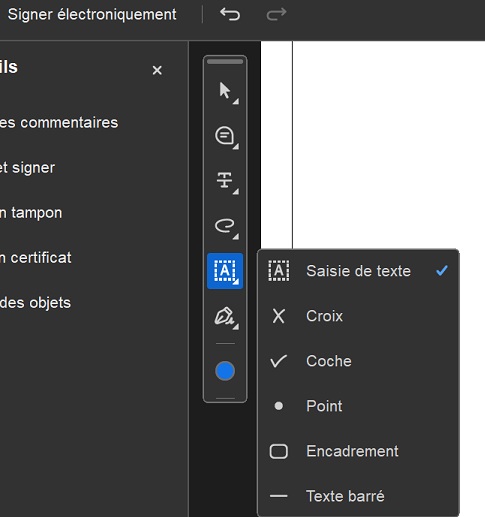 Signer électroniquement
ils
es commentaires
et signer
n tampon
n certificat
des objets
Saisie de texte
Croix
Coche
Point
Encadrement
Texte barré